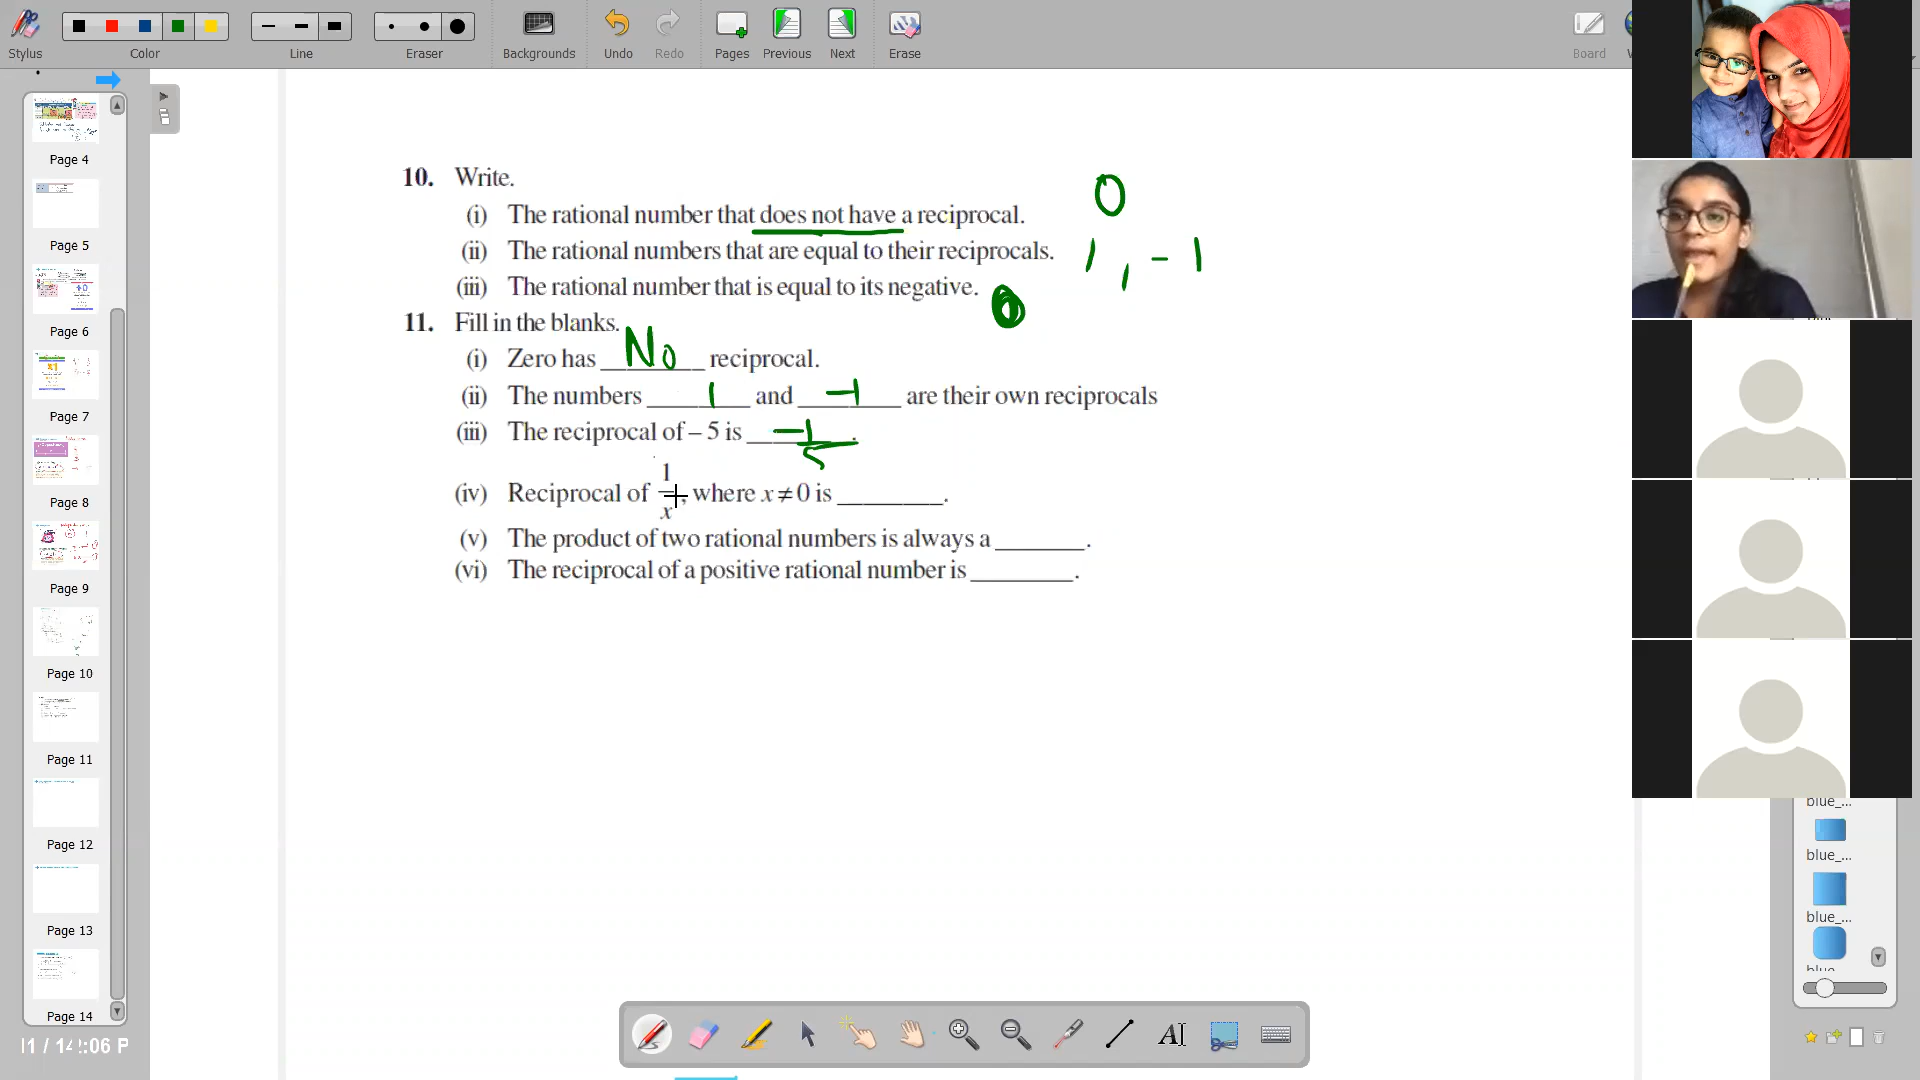 Stylus Color Line Eraser Backgrounds Undo Redo Pages Previous Next Erase Board
Page 4
Page 5
Page 6
Page 7
Page 8
Page 9
Page 10
Page 11
Page 12
Page 13
Page 14
10. Write.
(i) The rational number that does not have a reciprocal. 0
(ii) The rational numbers that are equal to their reciprocals. 1, -1
(iii) The rational number that is equal to its negative. 0
11. Fill in the blanks.
(i) Zero has No reciprocal.
(ii) The numbers 1 and -1 are their own reciprocals
(iii) The reciprocal of – 5 is -1/5.
(iv) Reciprocal of 1/x, where x ≠ 0 is ________.
(v) The product of two rational numbers is always a _______.
(vi) The reciprocal of a positive rational number is ________.
blue_...
blue_...
blue_...